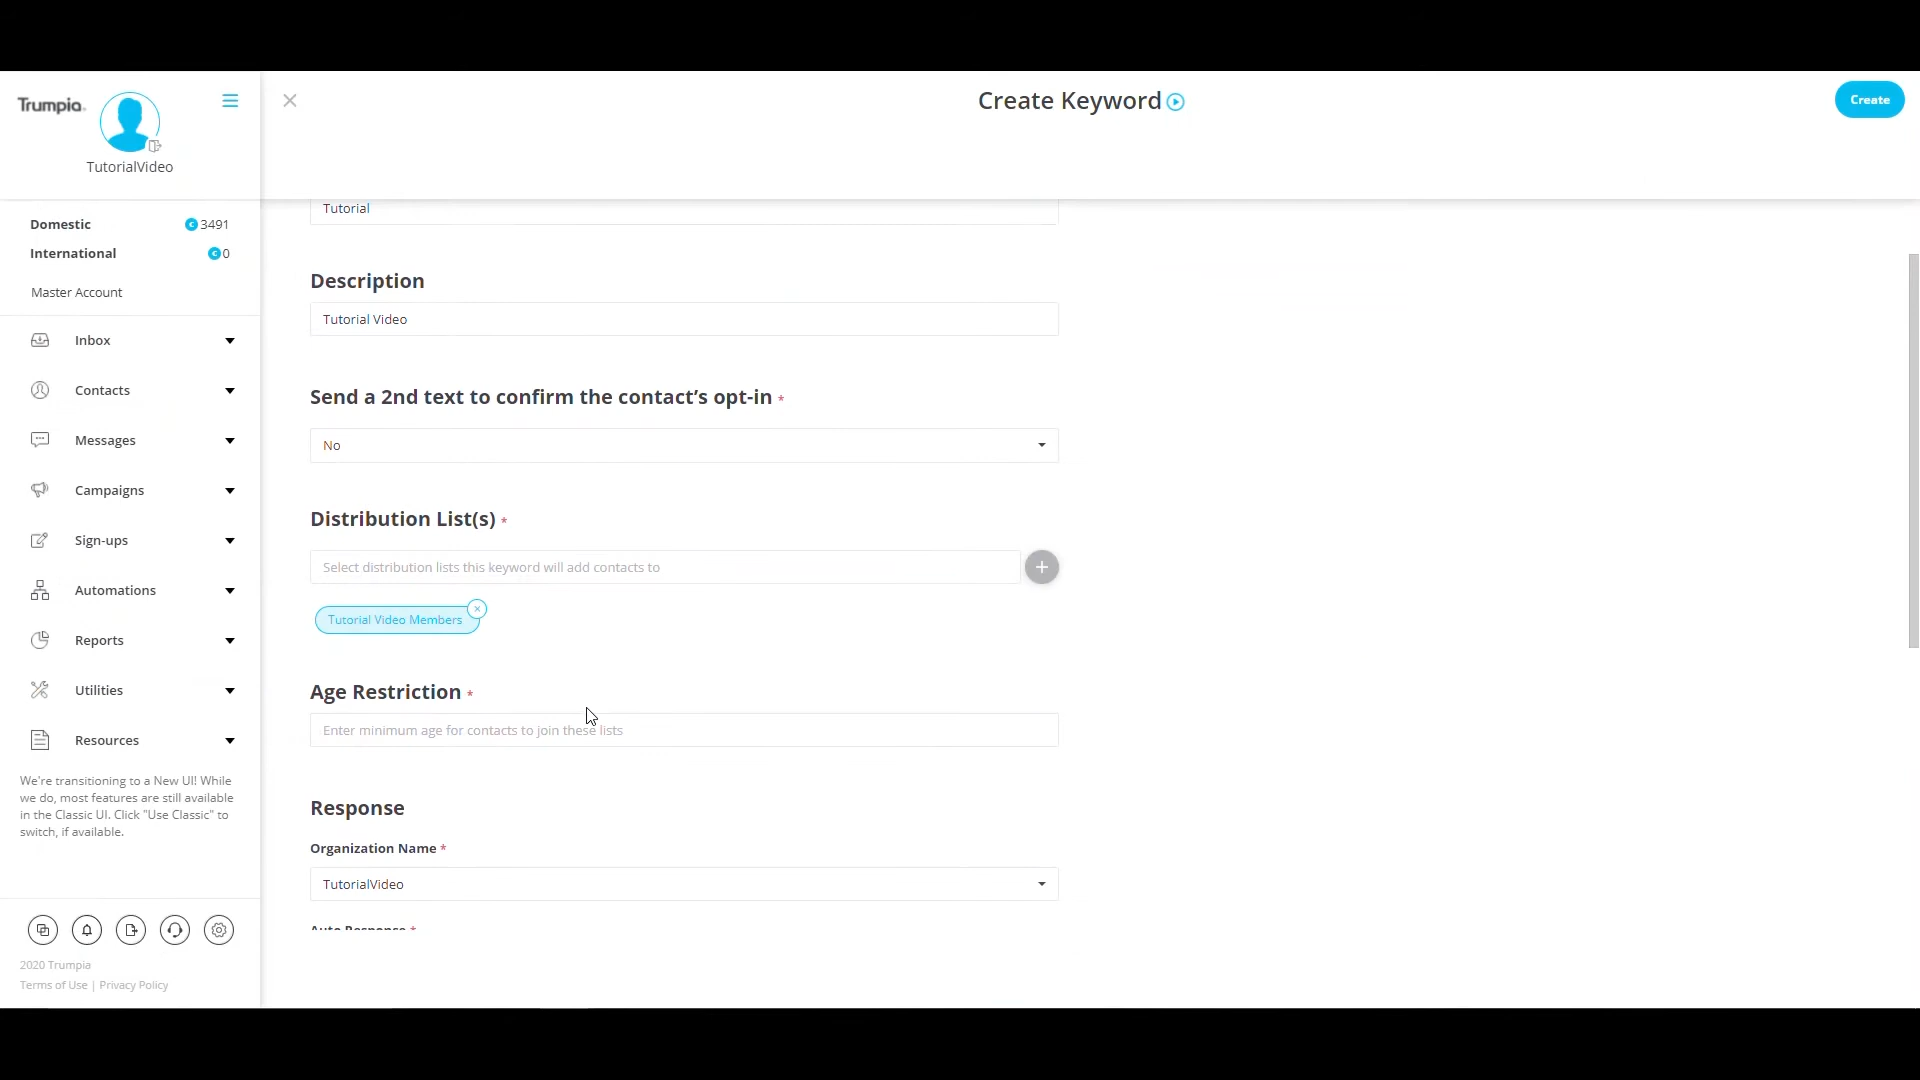 Trumpia.
TutorialVideo
Create Keyword
Create
Domestic 3491
International 0
Master Account
Inbox
Contacts
Messages
Campaigns
Sign-ups
Automations
Reports
Utilities
Resources
We're transitioning to a New UI! While
we do, most features are still available
in the Classic UI. Click "Use Classic" to
switch, if available.
2020 Trumpia
Terms of Use | Privacy Policy
Tutorial
Description
Tutorial Video
Send a 2nd text to confirm the contact’s opt-in *
No
Distribution List(s) *
Select distribution lists this keyword will add contacts to
Tutorial Video Members
Age Restriction *
Enter minimum age for contacts to join these lists
Response
Organization Name *
TutorialVideo
Auto Response *